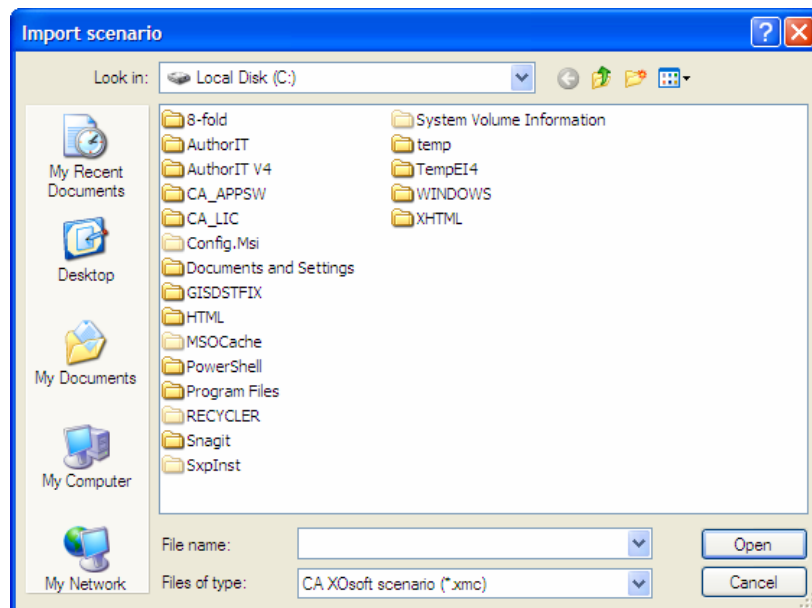 Import scenario
Look in:
Local Disk (C:)
My Recent
Documents
Desktop
My Documents
My Computer
My Network
8-fold
AuthorIT
AuthorIT V4
CA_APPSW
CA_LIC
Config.Msi
Documents and Settings
GISDSTFIX
HTML
MSOCache
PowerShell
Program Files
RECYCLER
Snagit
SxpInst
System Volume Information
temp
TempEI4
WINDOWS
XHTML
File name:
Open
Files of type:
CA XOsoft scenario (*.xmc)
Cancel